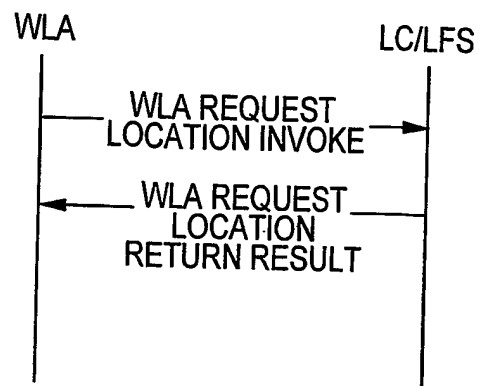 WLA
LC/LFS
WLA REQUEST
LOCATION INVOKE
WLA REQUEST
LOCATION
RETURN RESULT